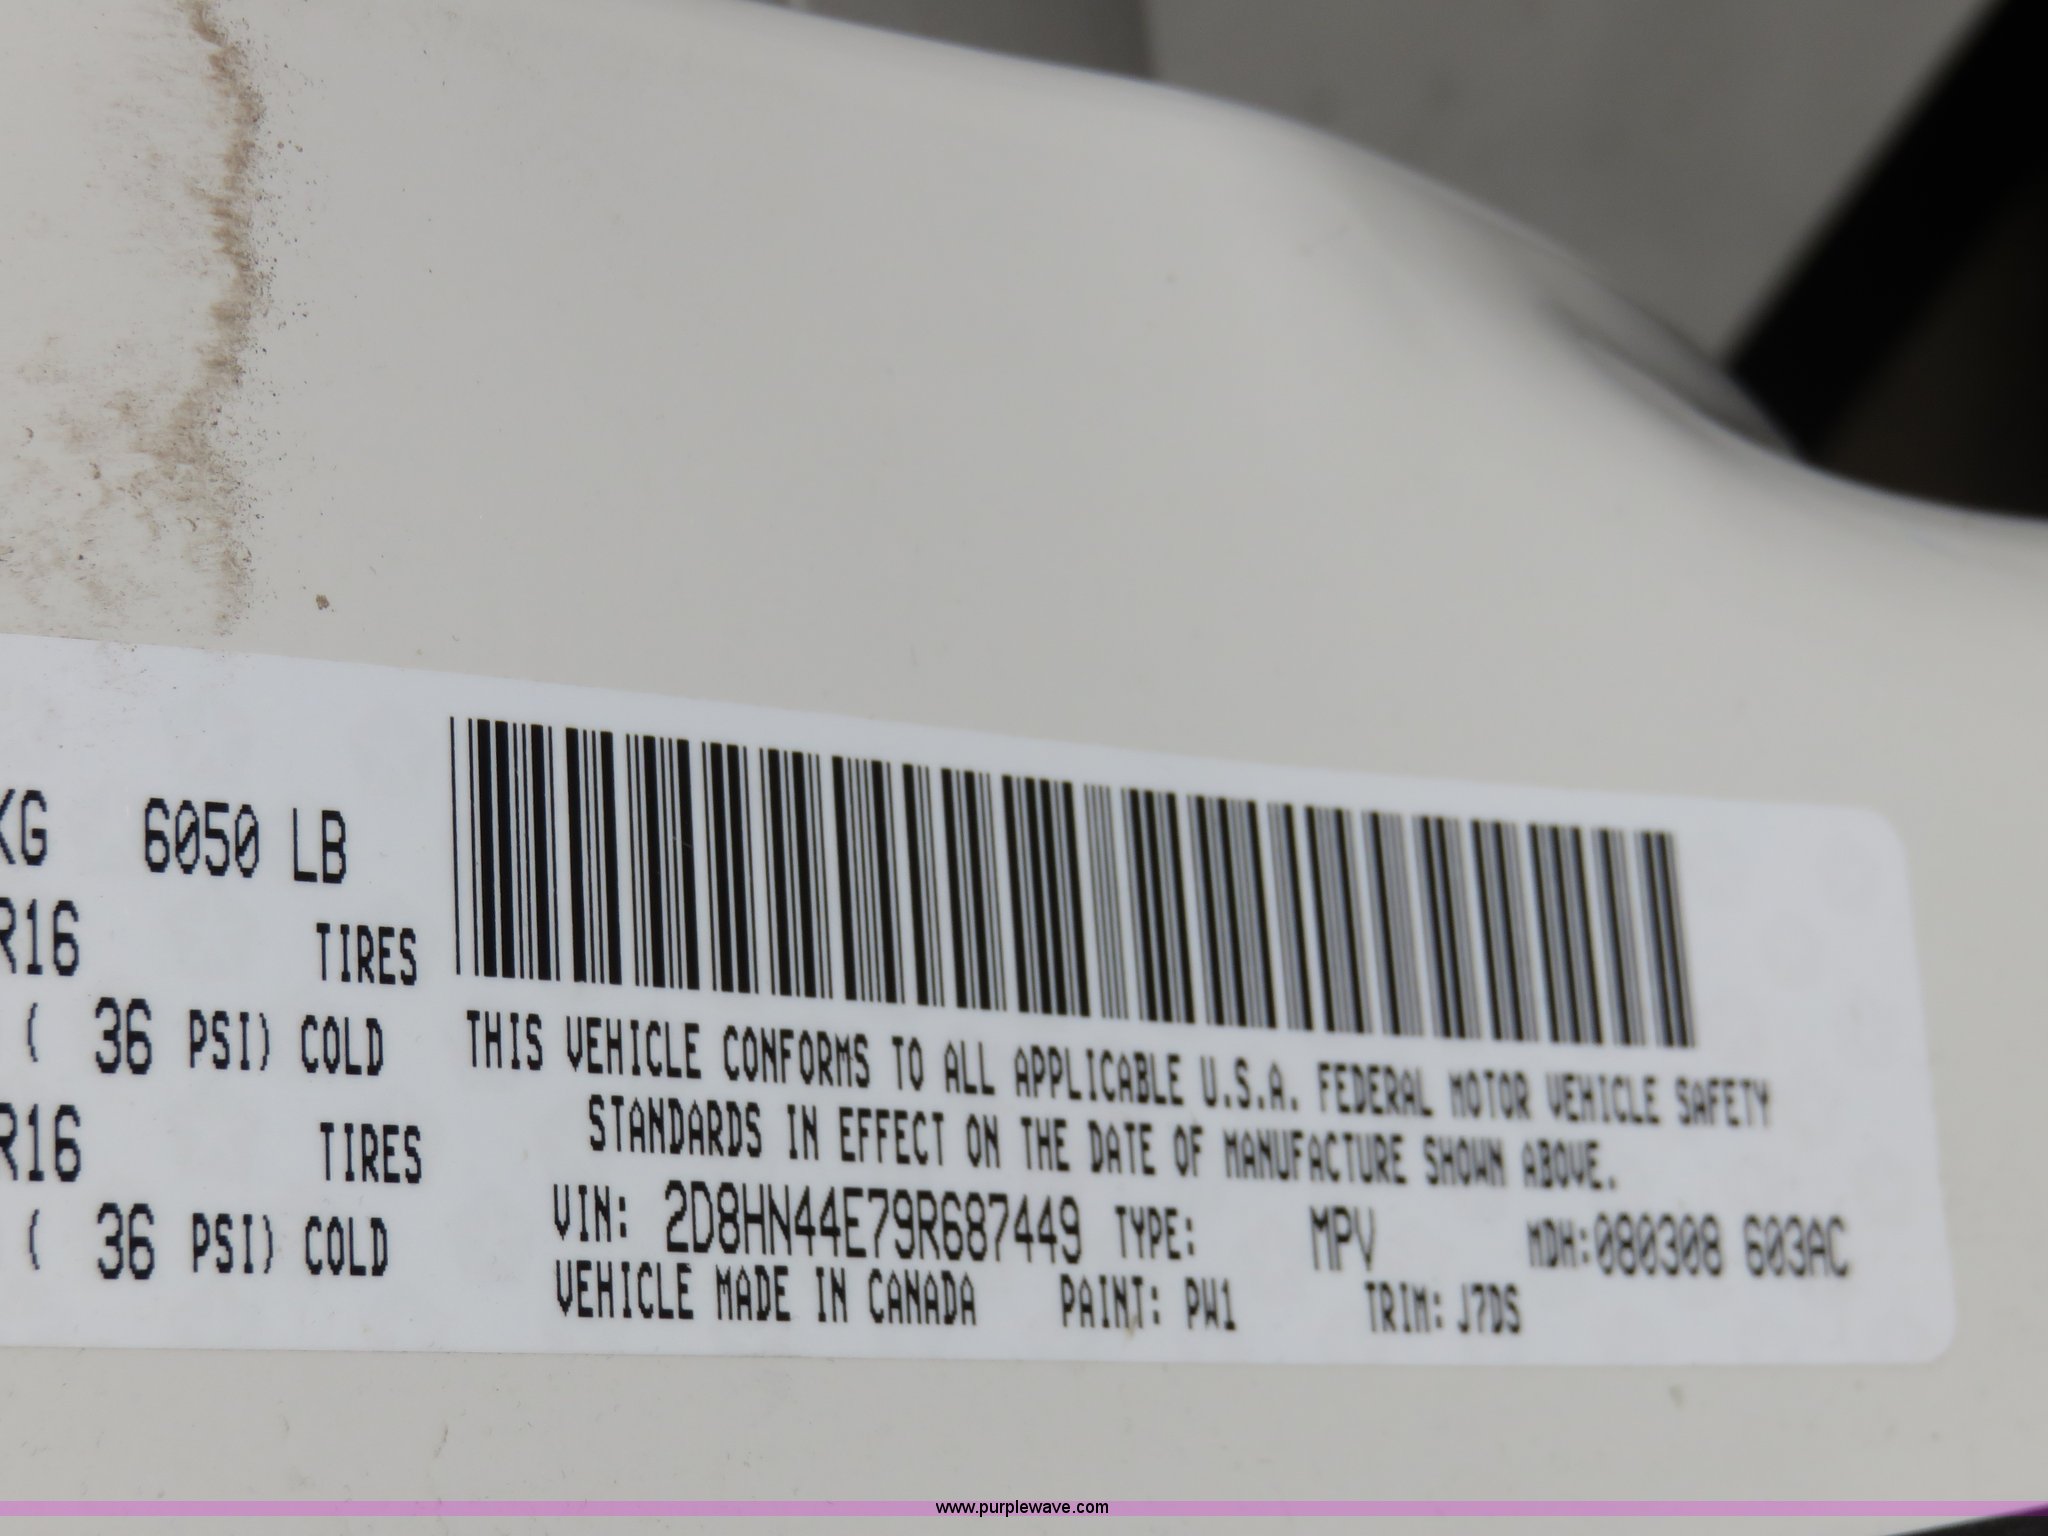 KG 6050 LB
R16 TIRES
( 36 PSI) COLD
R16 TIRES
( 36 PSI) COLD
THIS VEHICLE CONFORMS TO ALL APPLICABLE U.S.A. FEDERAL MOTOR VEHICLE SAFETY
STANDARDS IN EFFECT ON THE DATE OF MANUFACTURE SHOWN ABOVE.
VIN: 2D8HN44E79R687449 TYPE: MPV MDH:080308 603AC
VEHICLE MADE IN CANADA PAINT: PW1 TRIM: J7DS
www.purplewave.com